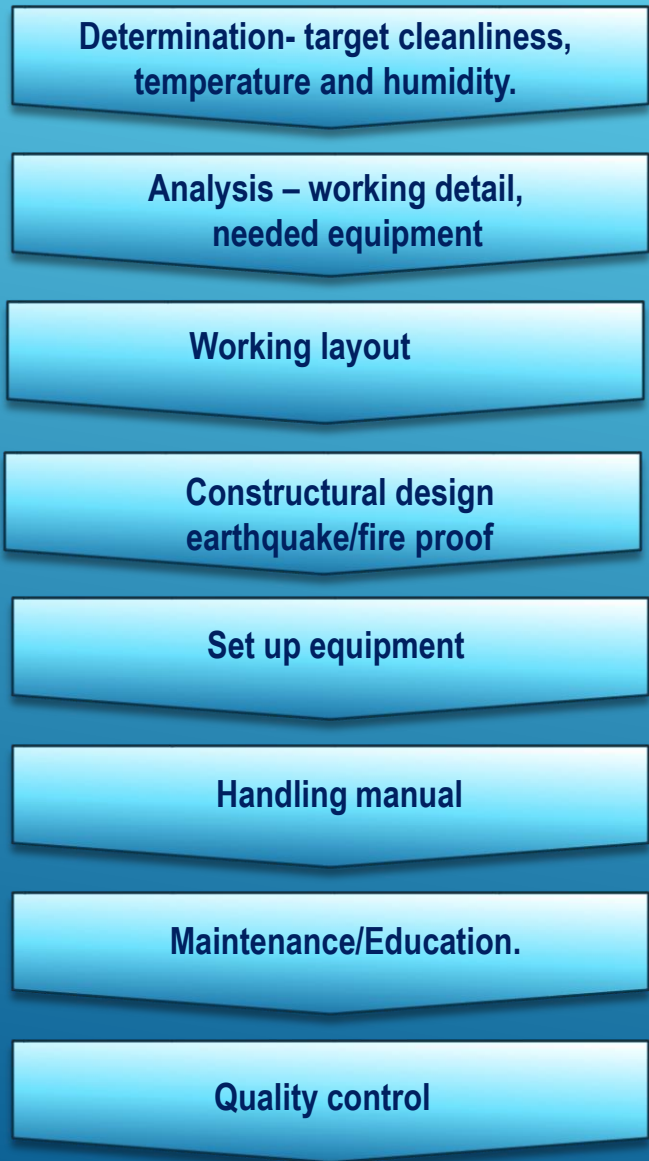 Determination- target cleanliness,
temperature and humidity.
Analysis – working detail,
needed equipment
Working layout
Constructural design
earthquake/fire proof
Set up equipment
Handling manual
Maintenance/Education.
Quality control